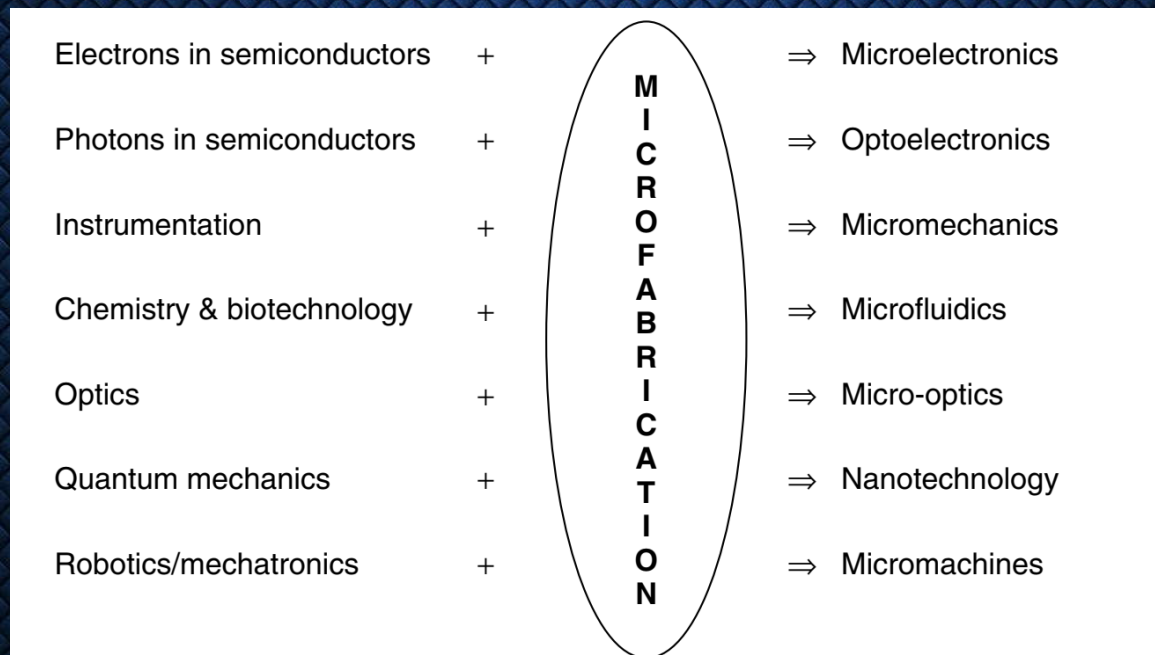 Electrons in semiconductors + ⇒ Microelectronics
Photons in semiconductors + ⇒ Optoelectronics
Instrumentation + ⇒ Micromechanics
Chemistry & biotechnology + ⇒ Microfluidics
Optics + ⇒ Micro-optics
Quantum mechanics + ⇒ Nanotechnology
Robotics/mechatronics + ⇒ Micromachines
MICROFABRICATION